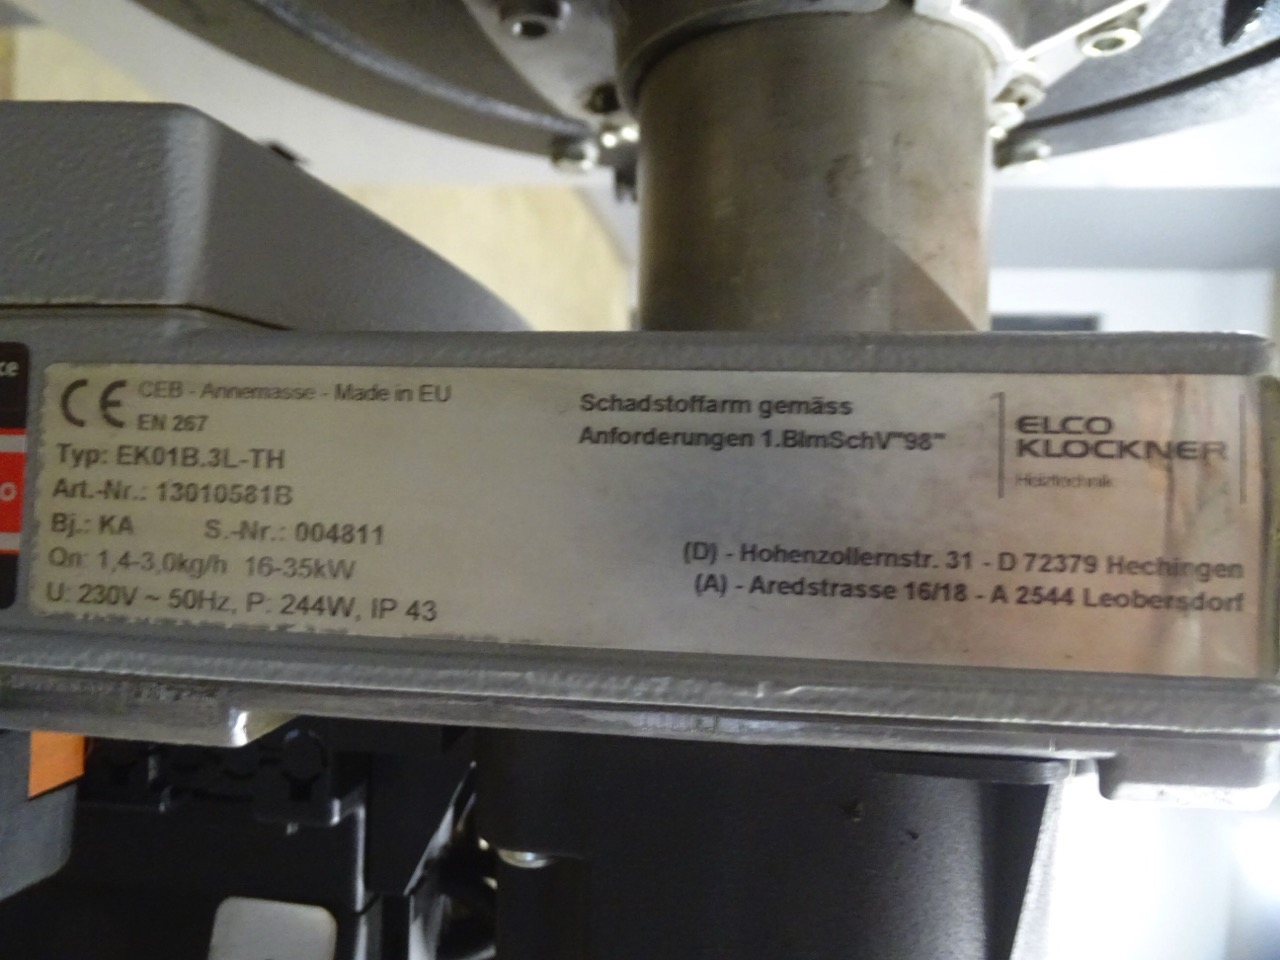 CE CEB - Annemasse - Made in EU
EN 267
Typ: EK01B.3L-TH
Art.-Nr.: 13010581B
Bj.: KA S.-Nr.: 004811
Qn: 1,4-3,0kg/h 16-35kW
U: 230V ~ 50Hz, P: 244W, IP 43
Schadstoffarm gemäss
Anforderungen 1.BImSchV"98"
ELCO
KLOCKNER
Heiztechnik
(D) - Hohenzollernstr. 31 - D 72379 Hechingen
(A) - Aredstrasse 16/18 - A 2544 Leobersdorf